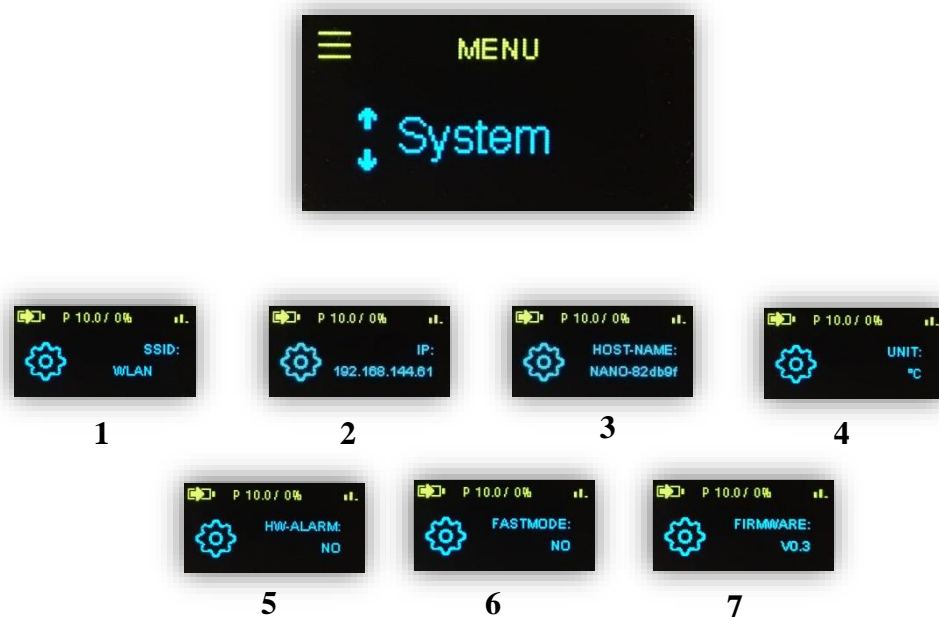 MENU
System
P 10.0 / 0%
SSID:
WLAN
P 10.0 / 0%
IP:
192.168.144.61
P 10.0 / 0%
HOST-NAME:
NANO-82db9f
P 10.0 / 0%
UNIT:
°C
1
2
3
4
P 10.0 / 0%
HW-ALARM:
NO
P 10.0 / 0%
FASTMODE:
NO
P 10.0 / 0%
FIRMWARE:
V0.3
5
6
7